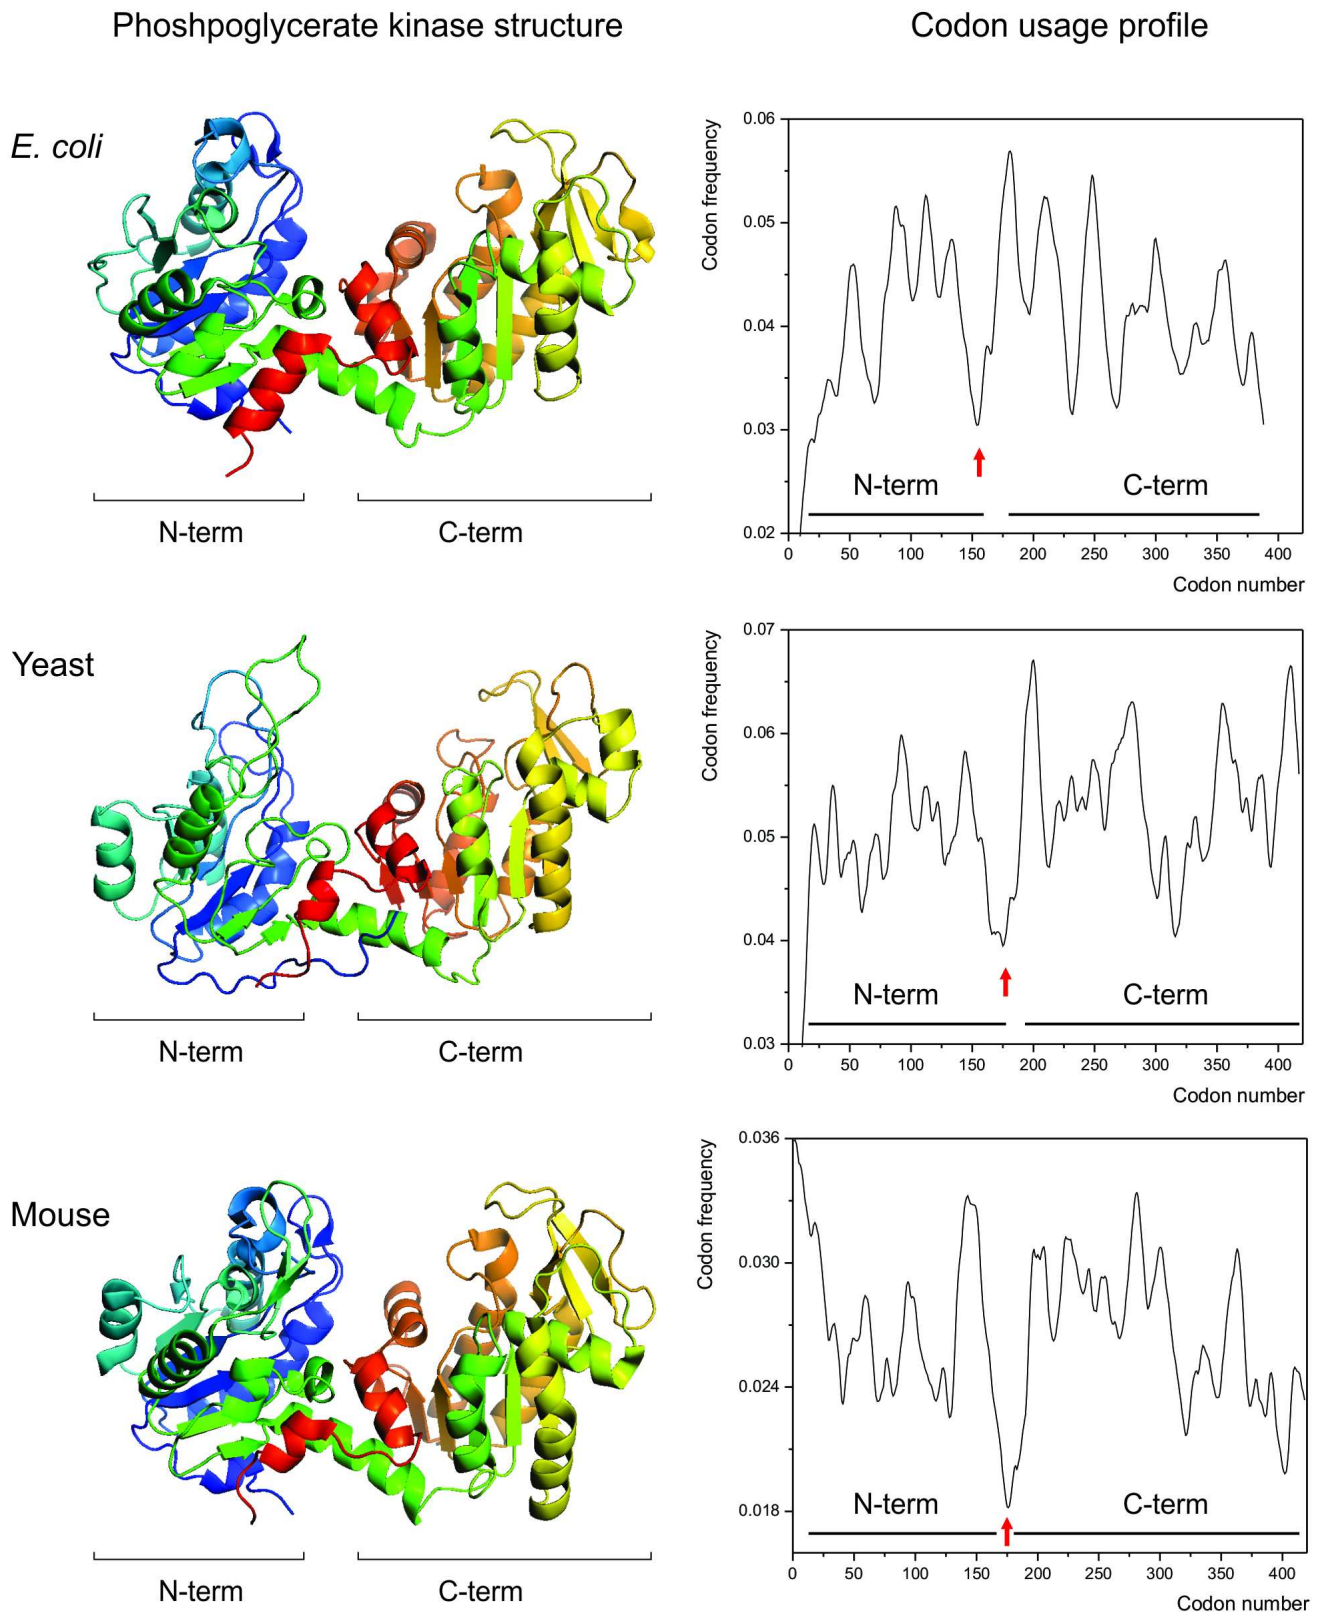 Phoshpoglycerate kinase structure
Codon usage profile
E. coli
N-term
C-term
Codon frequency
0.06
0.05
0.04
0.03
0.02
N-term
C-term
0 50 100 150 200 250 300 350 400
Codon number
Yeast
N-term
C-term
Codon frequency
0.07
0.06
0.05
0.04
0.03
N-term
C-term
0 50 100 150 200 250 300 350 400
Codon number
Mouse
N-term
C-term
Codon frequency
0.036
0.030
0.024
0.018
N-term
C-term
0 50 100 150 200 250 300 350 400
Codon number